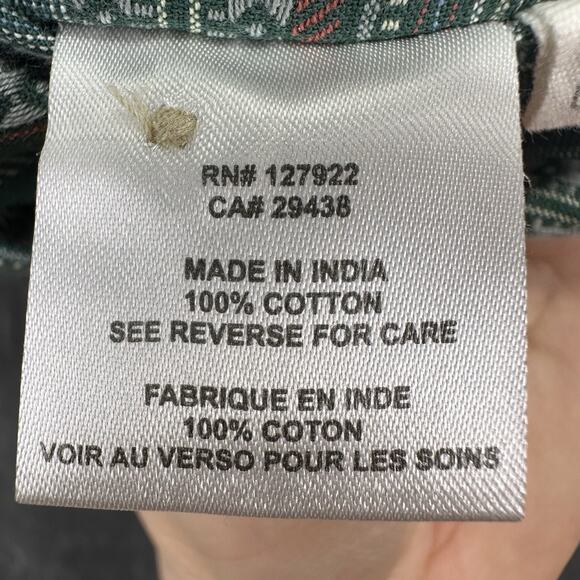 RN# 127922
CA# 29438
MADE IN INDIA
100% COTTON
SEE REVERSE FOR CARE
FABRIQUE EN INDE
100% COTON
VOIR AU VERSO POUR LES SOINS